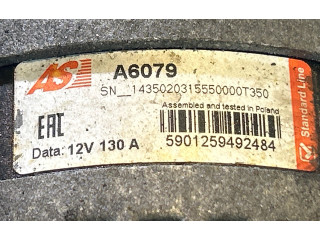 AS
A6079
SN 1435020315550000T350
Assembled and tested in Poland
EAC
Data: 12V 130 A
5901259492484
Standard Line